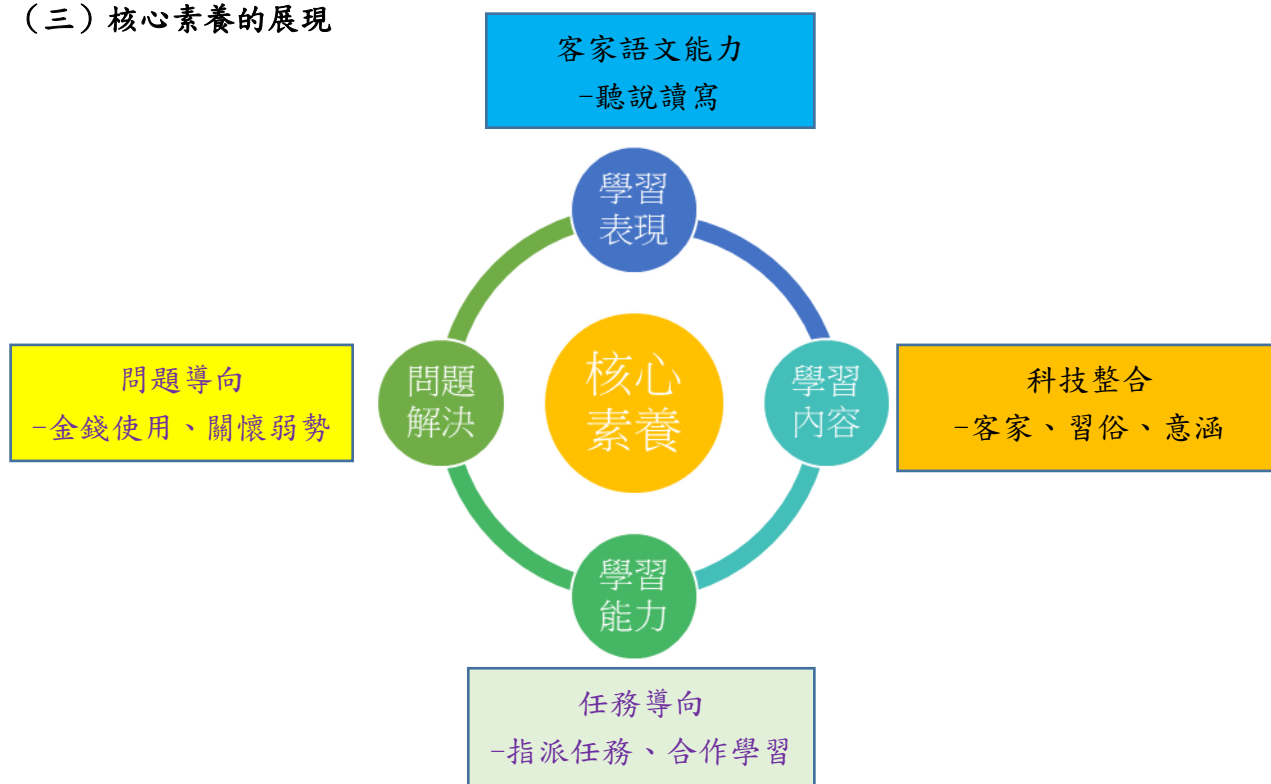 （三）核心素養的展現
客家語文能力
-聽說讀寫
學習
表現
問題導向
-金錢使用、關懷弱勢
問題
解決
核心
素養
學習
內容
科技整合
-客家、習俗、意涵
學習
能力
任務導向
-指派任務、合作學習